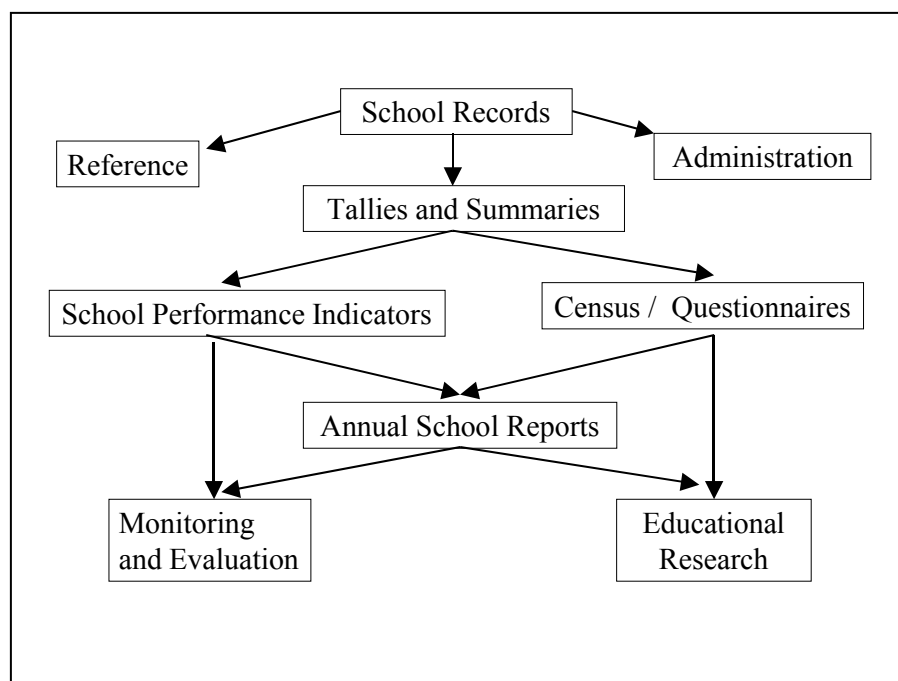 School Records
Reference
Administration
Tallies and Summaries
School Performance Indicators
Census / Questionnaires
Annual School Reports
Monitoring
and Evaluation
Educational
Research